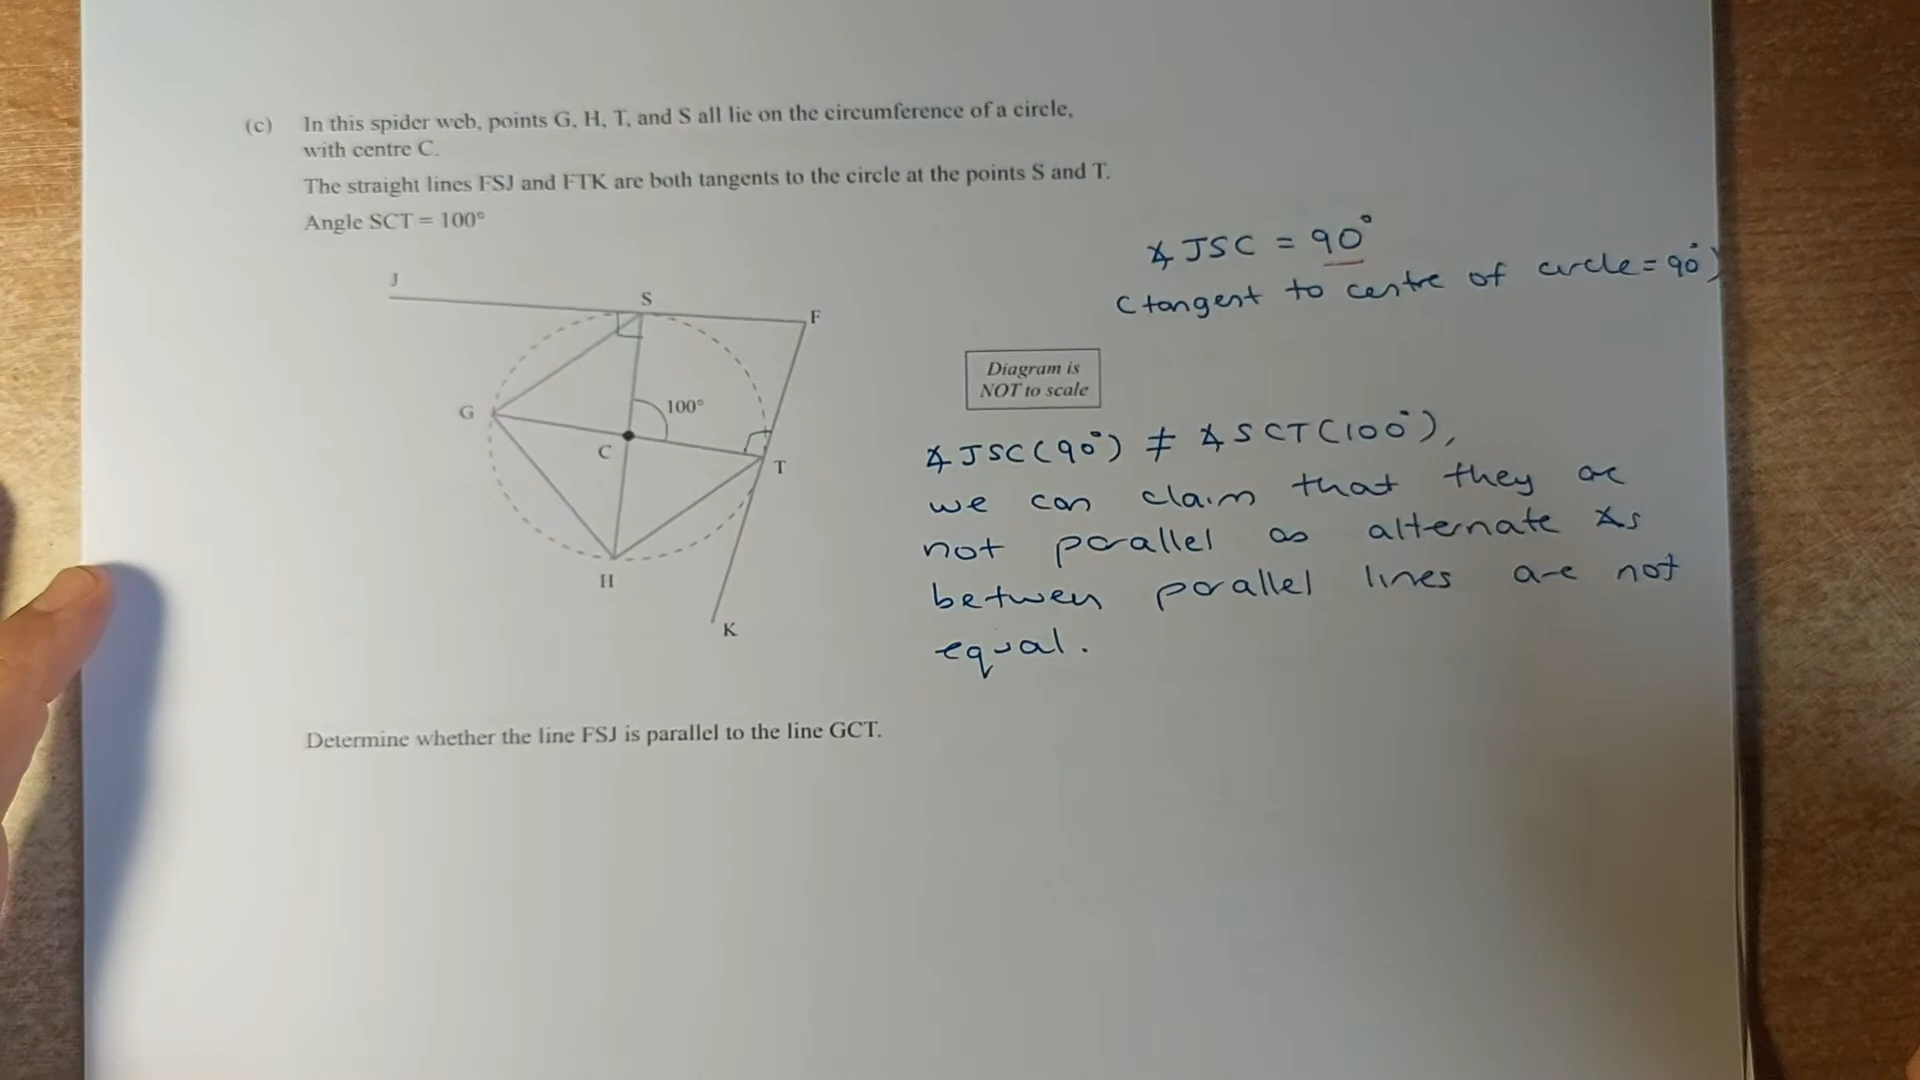 (c) In this spider web, points G, H, T, and S all lie on the circumference of a circle,
with centre C.
The straight lines FSJ and FTK are both tangents to the circle at the points S and T.
Angle SCT = 100°
∡ JSC = 90°
(tangent to centre of circle = 90°)
J
S
F
Diagram is
NOT to scale
100°
G
C
T
H
K
∡ JSC (90°) ≠ ∡ SCT (100°),
we can claim that they are
not parallel as alternate ∡s
between parallel lines are not
equal.
Determine whether the line FSJ is parallel to the line GCT.